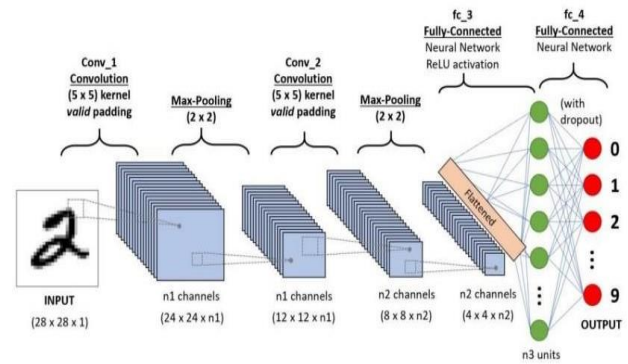 fc_3
Fully-Connected
Neural Network
ReLU activation
fc_4
Fully-Connected
Neural Network
Conv_1
Convolution
(5 x 5) kernel
valid padding
Max-Pooling
(2 x 2)
Conv_2
Convolution
(5 x 5) kernel
valid padding
Max-Pooling
(2 x 2)
(with
dropout)
Flattened
2
0
1
2
9
INPUT
(28 x 28 x 1)
n1 channels
(24 x 24 x n1)
n1 channels
(12 x 12 x n1)
n2 channels
(8 x 8 x n2)
n2 channels
(4 x 4 x n2)
n3 units
OUTPUT